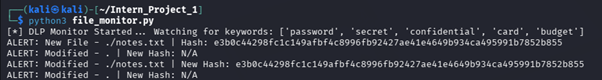 ┌──(kali㉿kali)-[~/Intern_Project_1]
└─$ python3 file_monitor.py
[*] DLP Monitor Started... Watching for keywords: ['password', 'secret', 'confidential', 'card', 'budget']
ALERT: New File - ./notes.txt | Hash: e3b0c44298fc1c149afbf4c8996fb92427ae41e4649b934ca495991b7852b855
ALERT: Modified - . | New Hash: N/A
ALERT: Modified - ./notes.txt | New Hash: e3b0c44298fc1c149afbf4c8996fb92427ae41e4649b934ca495991b7852b855
ALERT: Modified - . | New Hash: N/A